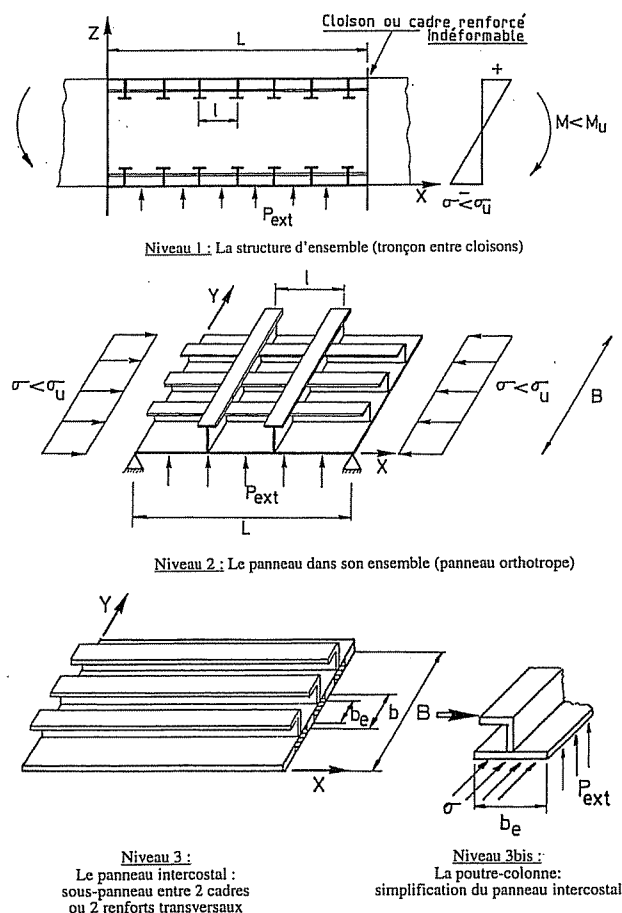 Cloison ou cadre renforcé
indéformable
Z
L
l
+
M<Mu
X
Pext
σ<σu
Niveau 1 : La structure d'ensemble (tronçon entre cloisons)
Y
l
σ<σu
σ<σu
B
X
Pext
L
Niveau 2 : Le panneau dans son ensemble (panneau orthotrope)
Y
be
b
B
X
σ
Pext
be
Niveau 3 :
Le panneau intercostal :
sous-panneau entre 2 cadres
ou 2 renforts transversaux
Niveau 3bis :
La poutre-colonne:
simplification du panneau intercostal